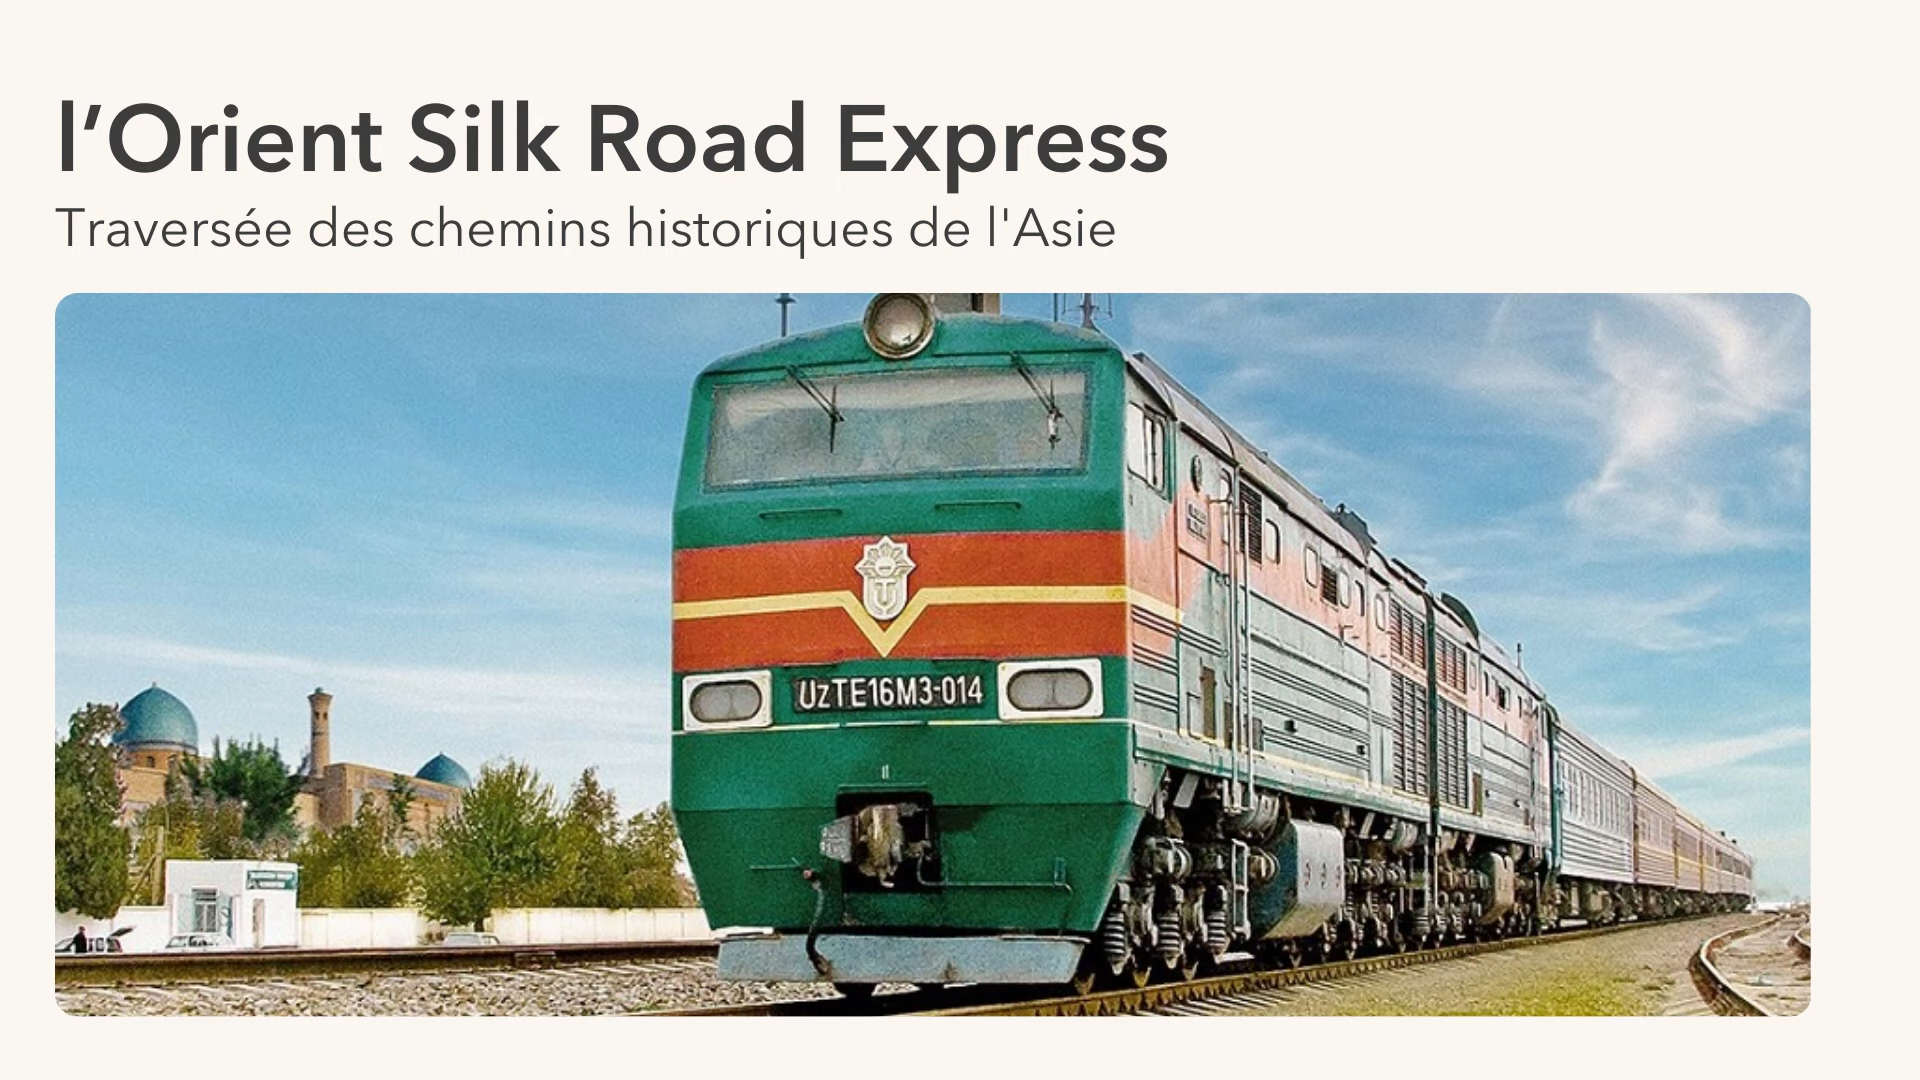 l’Orient Silk Road Express
Traversée des chemins historiques de l'Asie
UzTE16M3-014